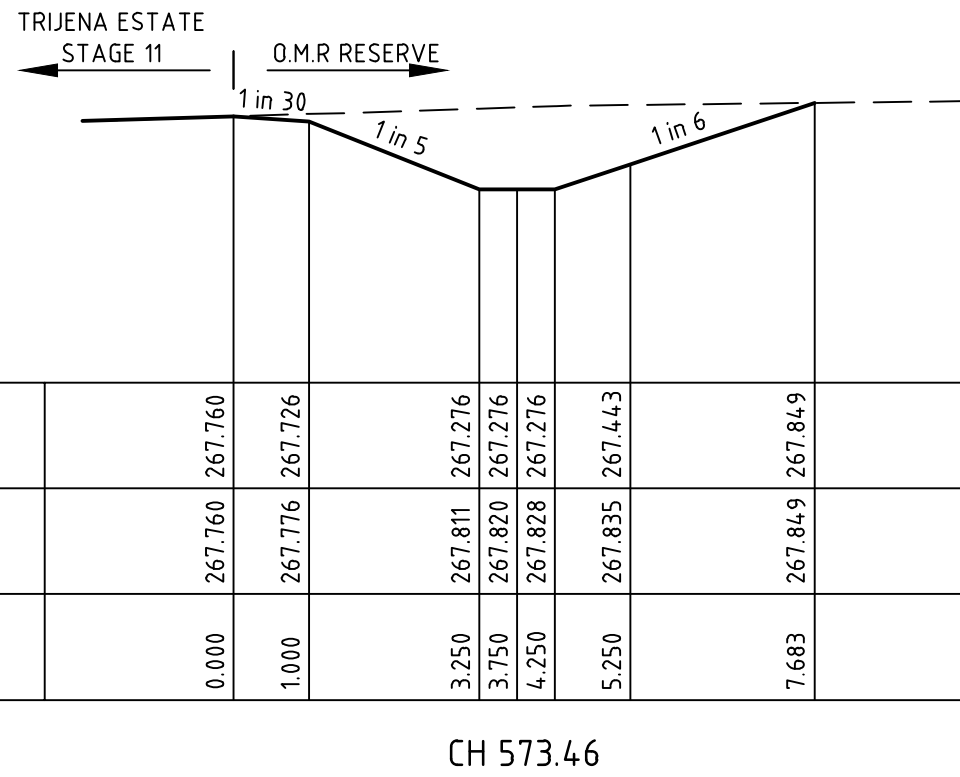 TRIJENA ESTATE
STAGE 11
O.M.R RESERVE
1 in 30
1 in 5
1 in 6
267.760 267.726 267.276 267.276 267.276 267.443 267.849
267.760 267.776 267.811 267.820 267.828 267.835 267.849
0.000 1.000 3.250 3.750 4.250 5.250 7.683
CH 573.46